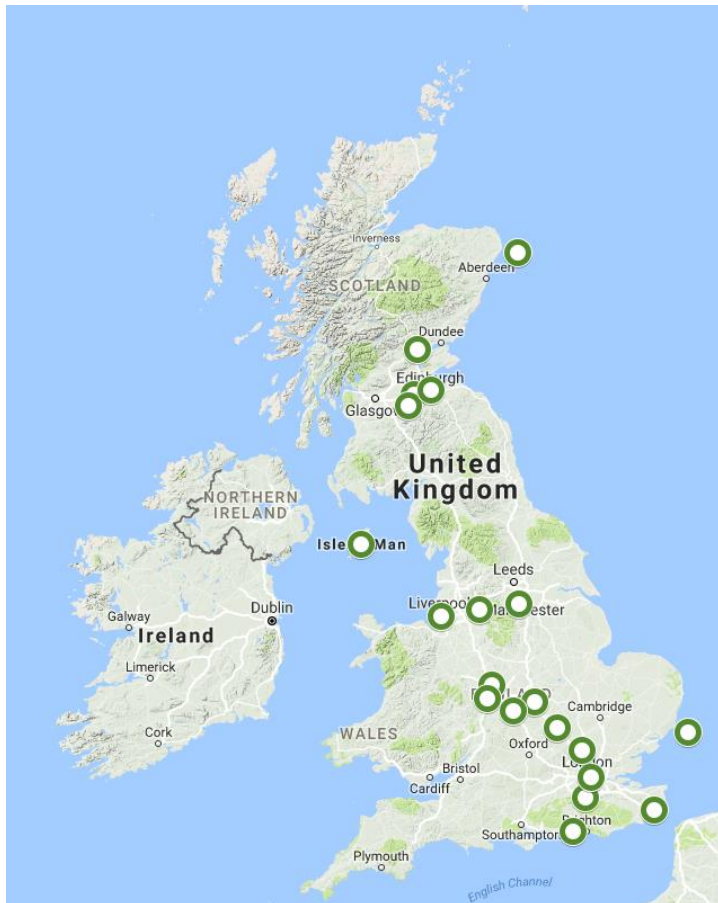 Inverness
Aberdeen
SCOTLAND
Dundee
Edinburgh
Glasgow
United
Kingdom
NORTHERN
IRELAND
Isle Man
Leeds
Liverpool
Manchester
Dublin
Galway
Ireland
Limerick
Cork
ENGLAND
Cambridge
WALES
Oxford
London
Bristol
Cardiff
Brighton
Southampton
Plymouth
English Channel